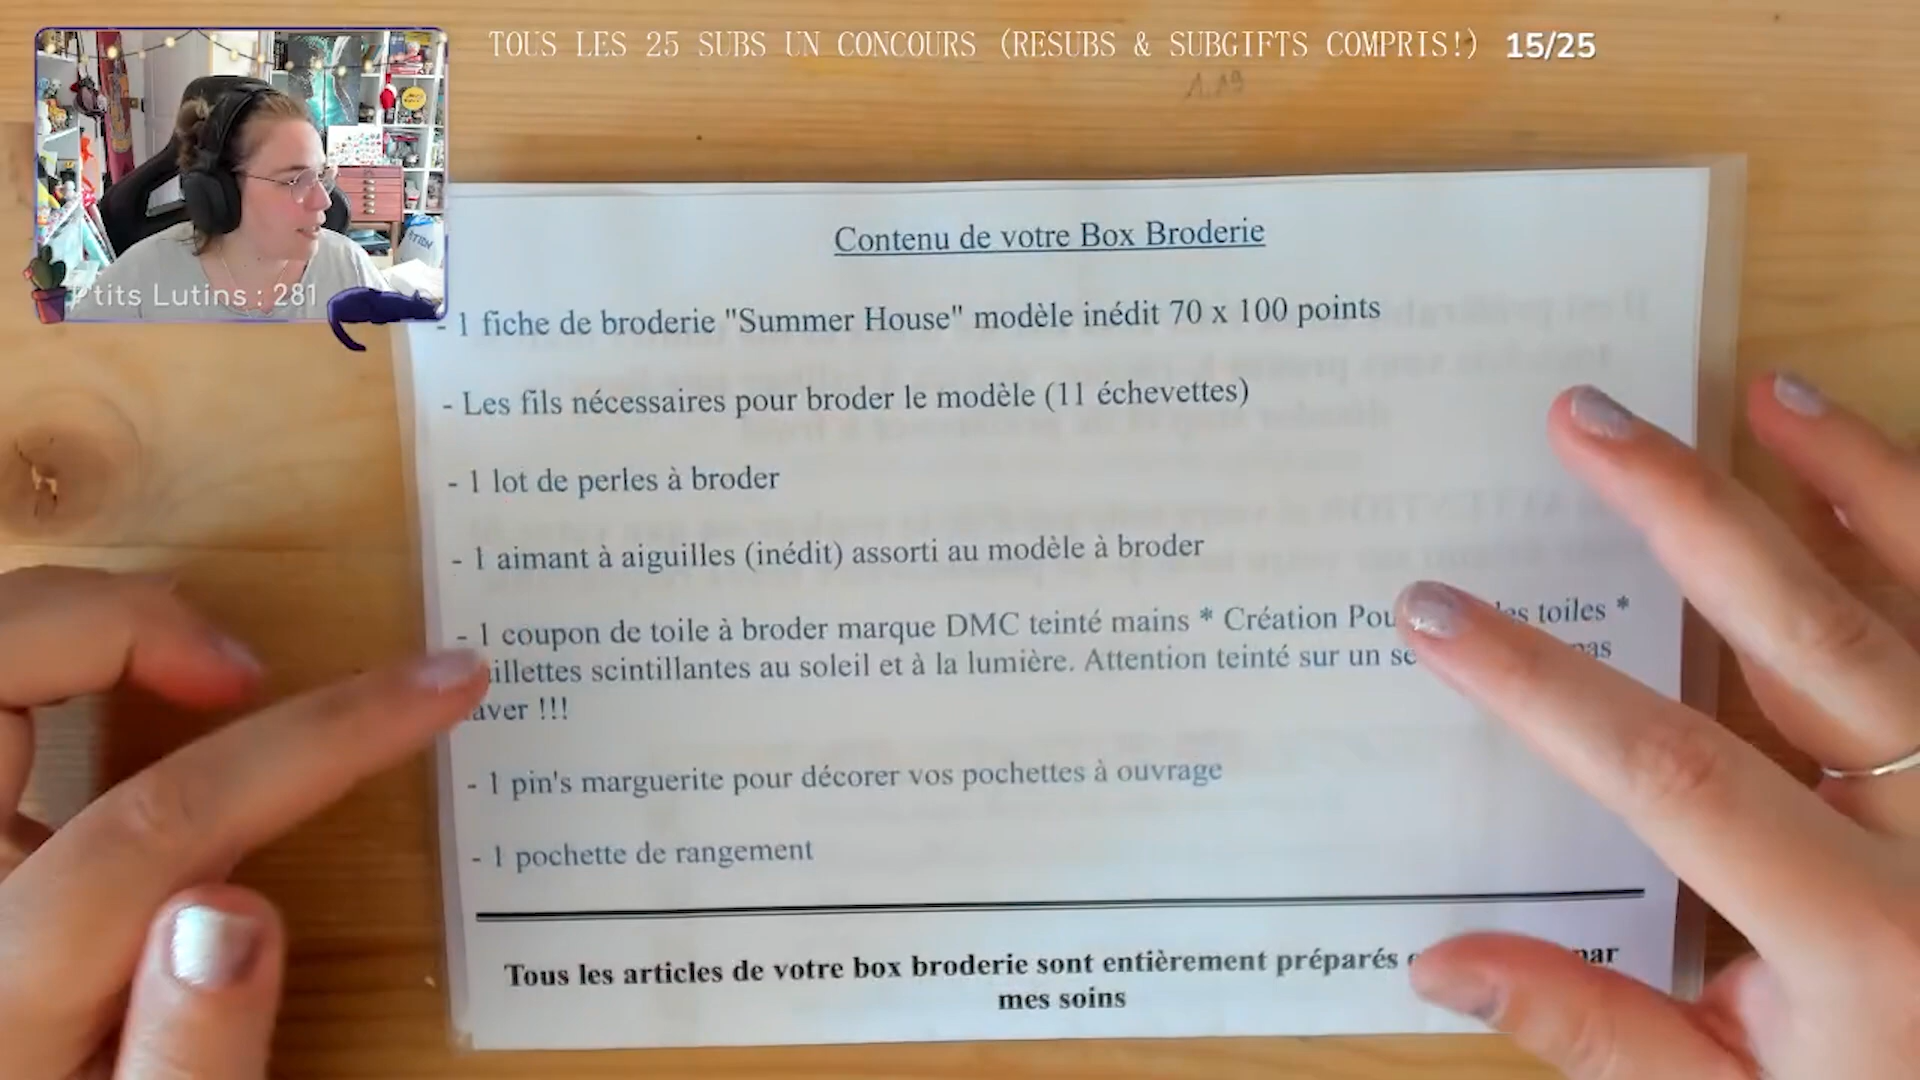 TOUS LES 25 SUBS UN CONCOURS (RESUBS & SUBGIFTS COMPRIS!) 15/25
1.19
P'tits Lutins : 281
Contenu de votre Box Broderie
- 1 fiche de broderie "Summer House" modèle inédit 70 x 100 points
- Les fils nécessaires pour broder le modèle (11 échevettes)
- 1 lot de perles à broder
- 1 aimant à aiguilles (inédit) assorti au modèle à broder
- 1 coupon de toile à broder marque DMC teinté mains * Création toiles *
scintillantes au soleil et à la lumière. Attention teinté sur un pas
!!!
- 1 pin's marguerite pour décorer vos pochettes à ouvrage
- 1 pochette de rangement
Tous les articles de votre box broderie sont entièrement préparés par
mes soins